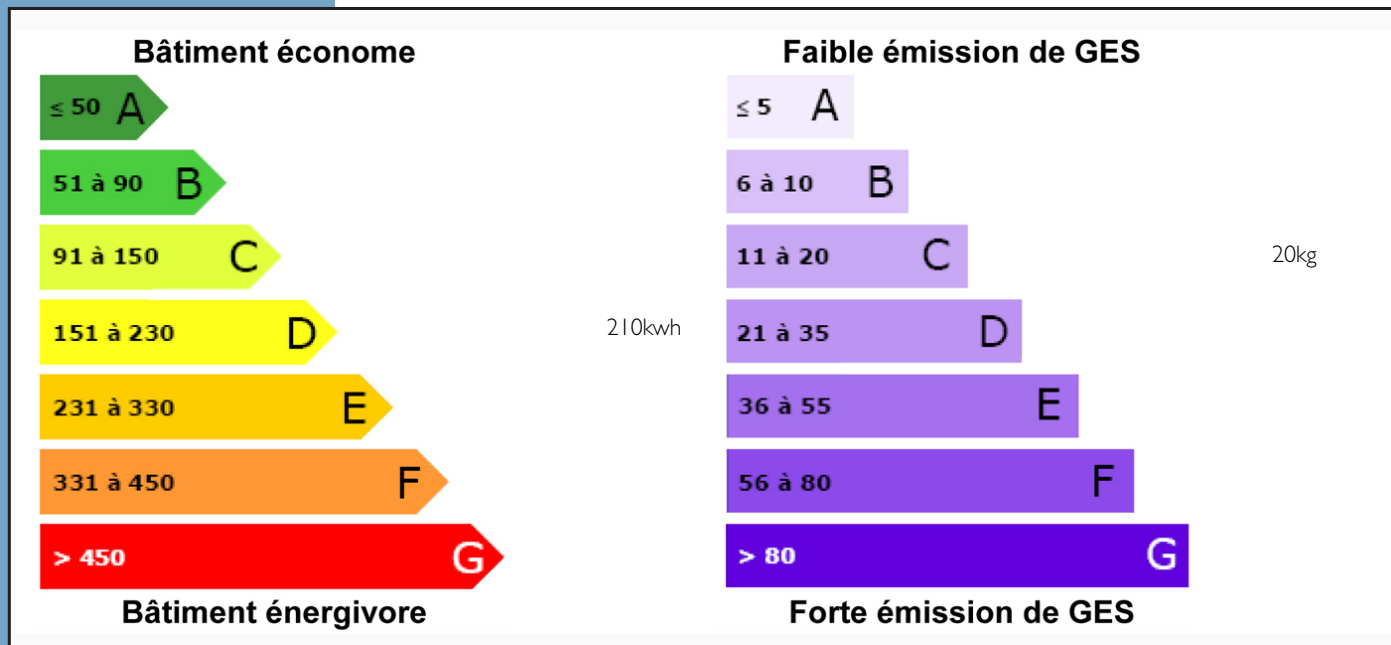 Bâtiment économe
≤ 50 A
51 à 90 B
91 à 150 C
151 à 230 D
210kwh
231 à 330 E
331 à 450 F
> 450 G
Bâtiment énergivore
Faible émission de GES
≤ 5 A
6 à 10 B
11 à 20 C
20kg
21 à 35 D
36 à 55 E
56 à 80 F
> 80 G
Forte émission de GES